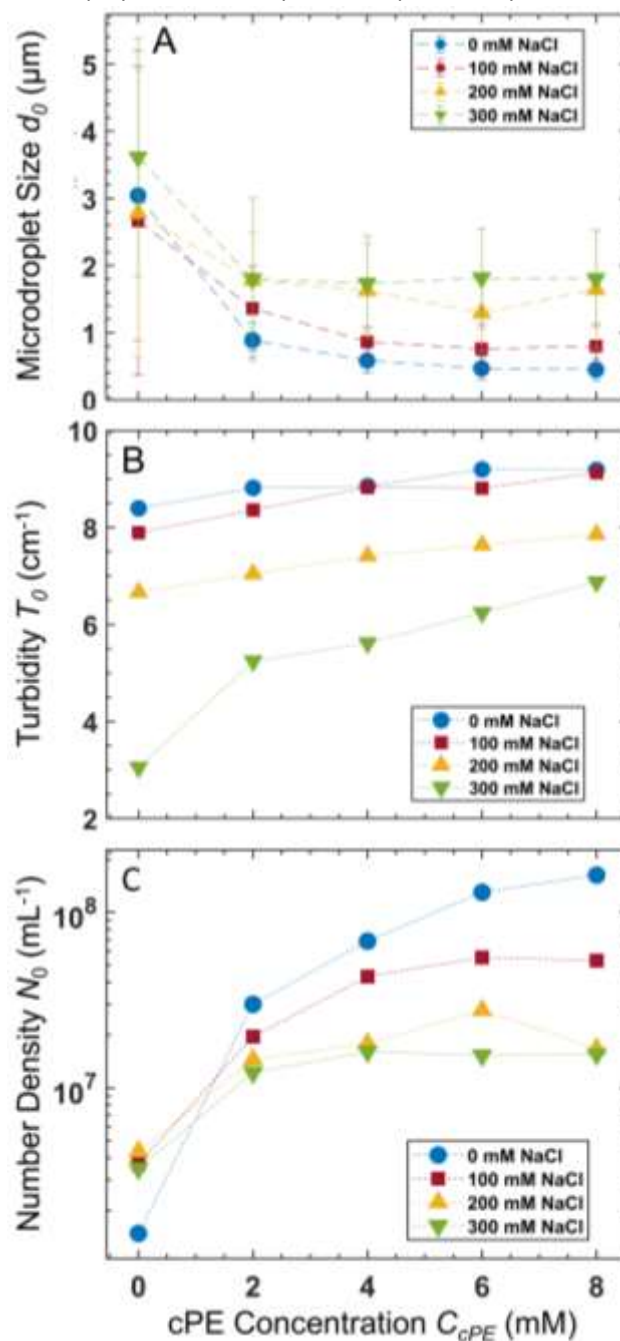 A
0 mM NaCl
100 mM NaCl
200 mM NaCl
300 mM NaCl
Microdroplet Size d₀ (µm)
5
4
3
2
1
0
B
10
8
6
4
2
Turbidity T₀ (cm⁻¹)
0 mM NaCl
100 mM NaCl
200 mM NaCl
300 mM NaCl
C
10⁸
10⁷
Number Density N₀ (mL⁻¹)
0 mM NaCl
100 mM NaCl
200 mM NaCl
300 mM NaCl
0 2 4 6 8
cPE Concentration C_cPE (mM)